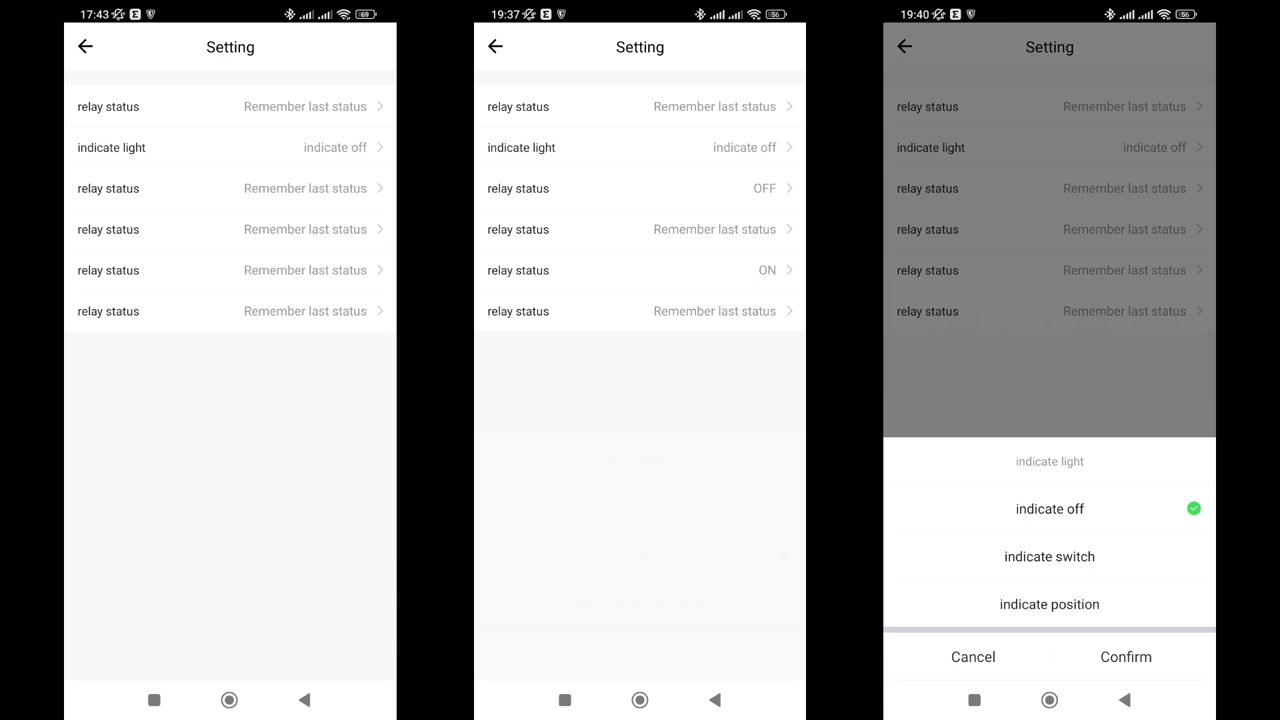 17:43
69
Setting
relay status Remember last status
indicate light indicate off
relay status Remember last status
relay status Remember last status
relay status Remember last status
relay status Remember last status
19:37
56
Setting
relay status Remember last status
indicate light indicate off
relay status OFF
relay status Remember last status
relay status ON
relay status Remember last status
19:40
56
Setting
relay status Remember last status
indicate light indicate off
relay status Remember last status
relay status Remember last status
relay status Remember last status
relay status Remember last status
indicate light
indicate off
indicate switch
indicate position
Cancel Confirm